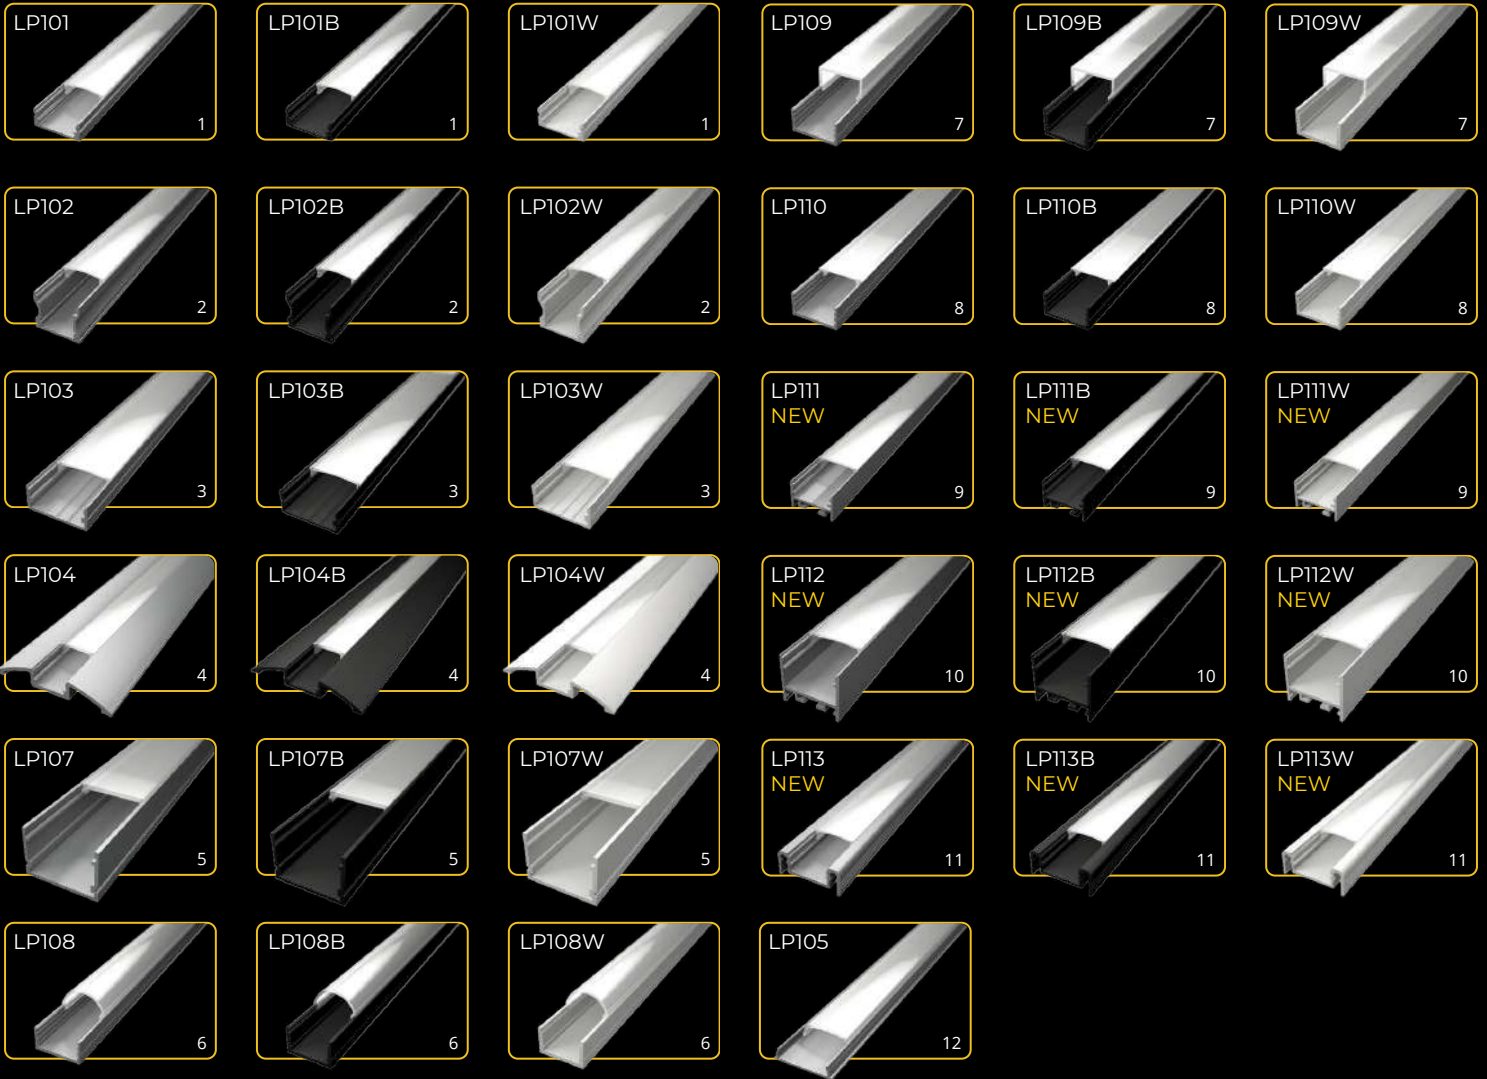 LP101
1
LP101B
1
LP101W
1
LP109
7
LP109B
7
LP109W
7
LP102
2
LP102B
2
LP102W
2
LP110
8
LP110B
8
LP110W
8
LP103
3
LP103B
3
LP103W
3
LP111
NEW
9
LP111B
NEW
9
LP111W
NEW
9
LP104
4
LP104B
4
LP104W
4
LP112
NEW
10
LP112B
NEW
10
LP112W
NEW
10
LP107
5
LP107B
5
LP107W
5
LP113
NEW
11
LP113B
NEW
11
LP113W
NEW
11
LP108
6
LP108B
6
LP108W
6
LP105
12